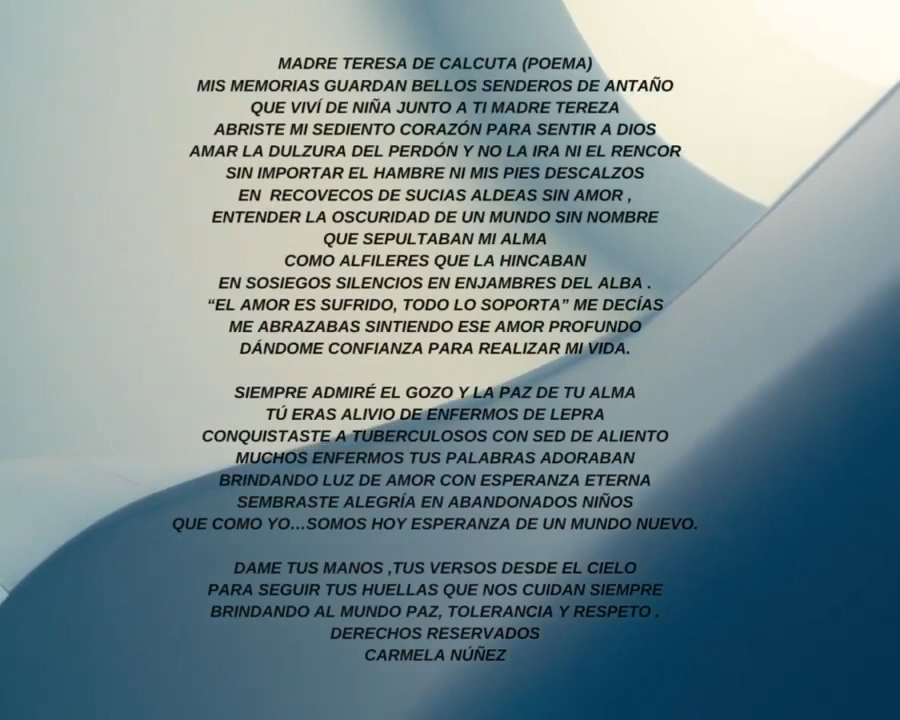 MADRE TERESA DE CALCUTA (POEMA)
MIS MEMORIAS GUARDAN BELLOS SENDEROS DE ANTAÑO
QUE VIVÍ DE NIÑA JUNTO A TI MADRE TEREZA
ABRISTE MI SEDIENTO CORAZÓN PARA SENTIR A DIOS
AMAR LA DULZURA DEL PERDÓN Y NO LA IRA NI EL RENCOR
SIN IMPORTAR EL HAMBRE NI MIS PIES DESCALZOS
EN  RECOVECOS DE SUCIAS ALDEAS SIN AMOR ,
ENTENDER LA OSCURIDAD DE UN MUNDO SIN NOMBRE
QUE SEPULTABAN MI ALMA
COMO ALFILERES QUE LA HINCABAN
EN SOSIEGOS SILENCIOS EN ENJAMBRES DEL ALBA .
“EL AMOR ES SUFRIDO, TODO LO SOPORTA” ME DECÍAS
ME ABRAZABAS SINTIENDO ESE AMOR PROFUNDO
DÁNDOME CONFIANZA PARA REALIZAR MI VIDA.

SIEMPRE ADMIRÉ EL GOZO Y LA PAZ DE TU ALMA
TÚ ERAS ALIVIO DE ENFERMOS DE LEPRA
CONQUISTASTE A TUBERCULOSOS CON SED DE ALIENTO
MUCHOS ENFERMOS TUS PALABRAS ADORABAN
BRINDANDO LUZ DE AMOR CON ESPERANZA ETERNA
SEMBRASTE ALEGRÍA EN ABANDONADOS NIÑOS
QUE COMO YO...SOMOS HOY ESPERANZA DE UN MUNDO NUEVO.

DAME TUS MANOS ,TUS VERSOS DESDE EL CIELO
PARA SEGUIR TUS HUELLAS QUE NOS CUIDAN SIEMPRE
BRINDANDO AL MUNDO PAZ, TOLERANCIA Y RESPETO .
DERECHOS RESERVADOS
CARMELA NÚÑEZ